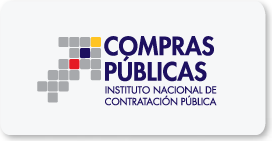 COMPRAS
PÚBLICAS
INSTITUTO NACIONAL DE
CONTRATACIÓN PÚBLICA